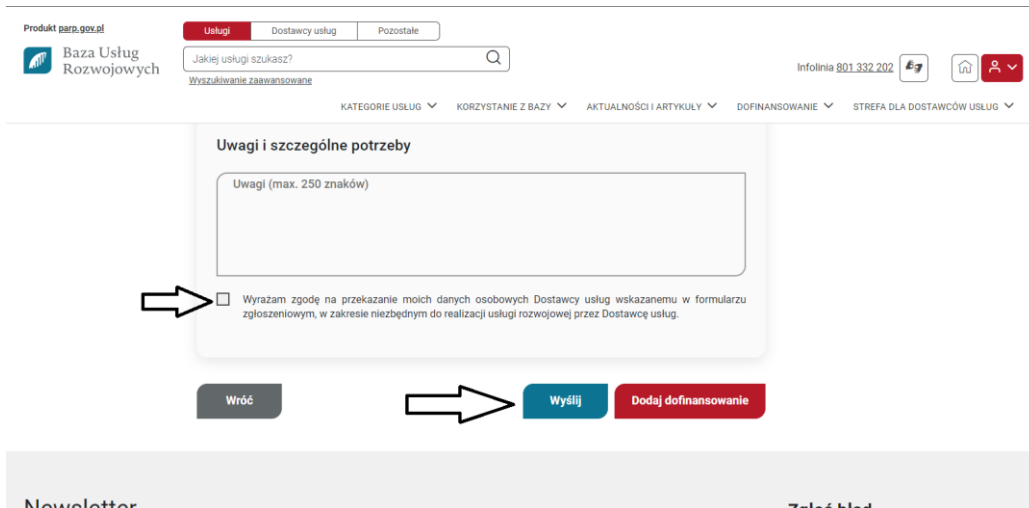 Produkt parp.gov.pl
Usługi Dostawcy usług Pozostałe
Baza Usług
Rozwojowych
Jakiej usługi szukasz?
Wyszukiwanie zaawansowane
Infolinia 801 332 202
KATEGORIE USŁUG KORZYSTANIE Z BAZY AKTUALNOŚCI I ARTYKUŁY DOFINANSOWANIE STREFA DLA DOSTAWCÓW USŁUG
Uwagi i szczególne potrzeby
Uwagi (max. 250 znaków)
Wyrażam zgodę na przekazanie moich danych osobowych Dostawcy usług wskazanemu w formularzu
zgłoszeniowym, w zakresie niezbędnym do realizacji usługi rozwojowej przez Dostawcę usług.
Wróć Wyślij Dodaj dofinansowanie
Newsletter Zgłoś błąd